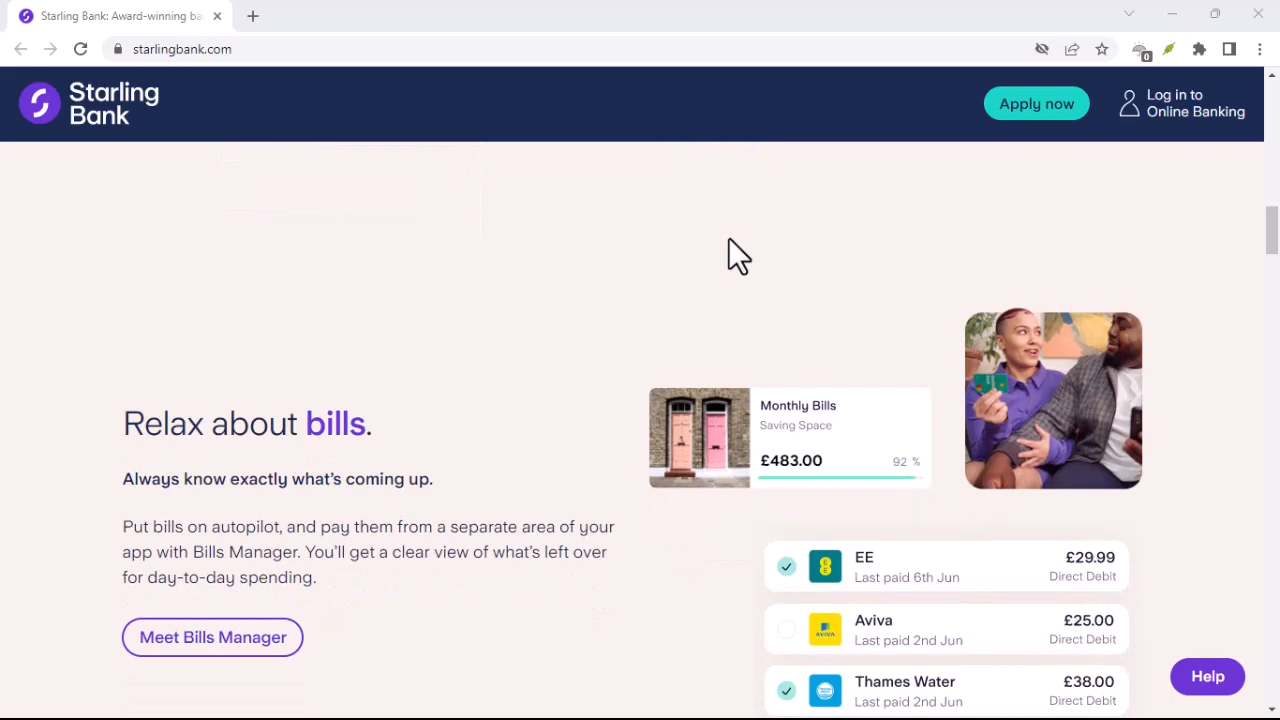 Starling Bank: Award-winning ba
starlingbank.com
0
Starling
Bank
Apply now
Log in to
Online Banking
Relax about bills.
Always know exactly what's coming up.
Put bills on autopilot, and pay them from a separate area of your
app with Bills Manager. You'll get a clear view of what's left over
for day-to-day spending.
Meet Bills Manager
Monthly Bills
Saving Space
£483.00
92 %
EE
£29.99
Last paid 6th Jun
Direct Debit
Aviva
£25.00
AVIVA
Last paid 2nd Jun
Direct Debit
Thames Water
£38.00
Last paid 2nd Jun
Direct Debit
Help